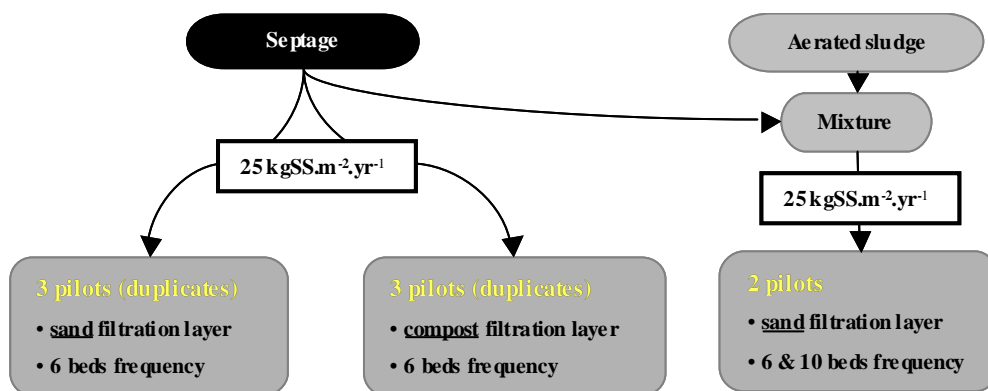 Septage
Aerated sludge
Mixture
25 kgSS.m⁻².yr⁻¹
25 kgSS.m⁻².yr⁻¹
3 pilots (duplicates)
• sand filtration layer
• 6 beds frequency
3 pilots (duplicates)
• compost filtration layer
• 6 beds frequency
2 pilots
• sand filtration layer
• 6 & 10 beds frequency